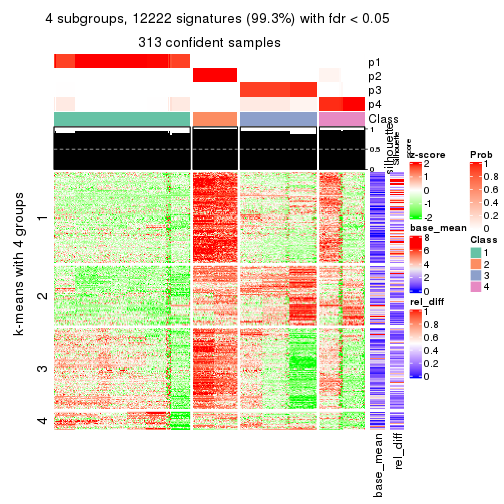 4 subgroups, 12222 signatures (99.3%) with fdr < 0.05
313 confident samples
p1
p2
p3
p4
Class
1
0.5
0
silhouette
Silhouette
score
k-means with 4 groups
1
2
3
4
base_mean
rel_diff
z-score
2
1
0
-1
-2
base_mean
8
6
4
2
0
rel_diff
1
0.8
0.6
0.4
0.2
0
Prob
1
0.8
0.6
0.4
0.2
0
Class
1
2
3
4